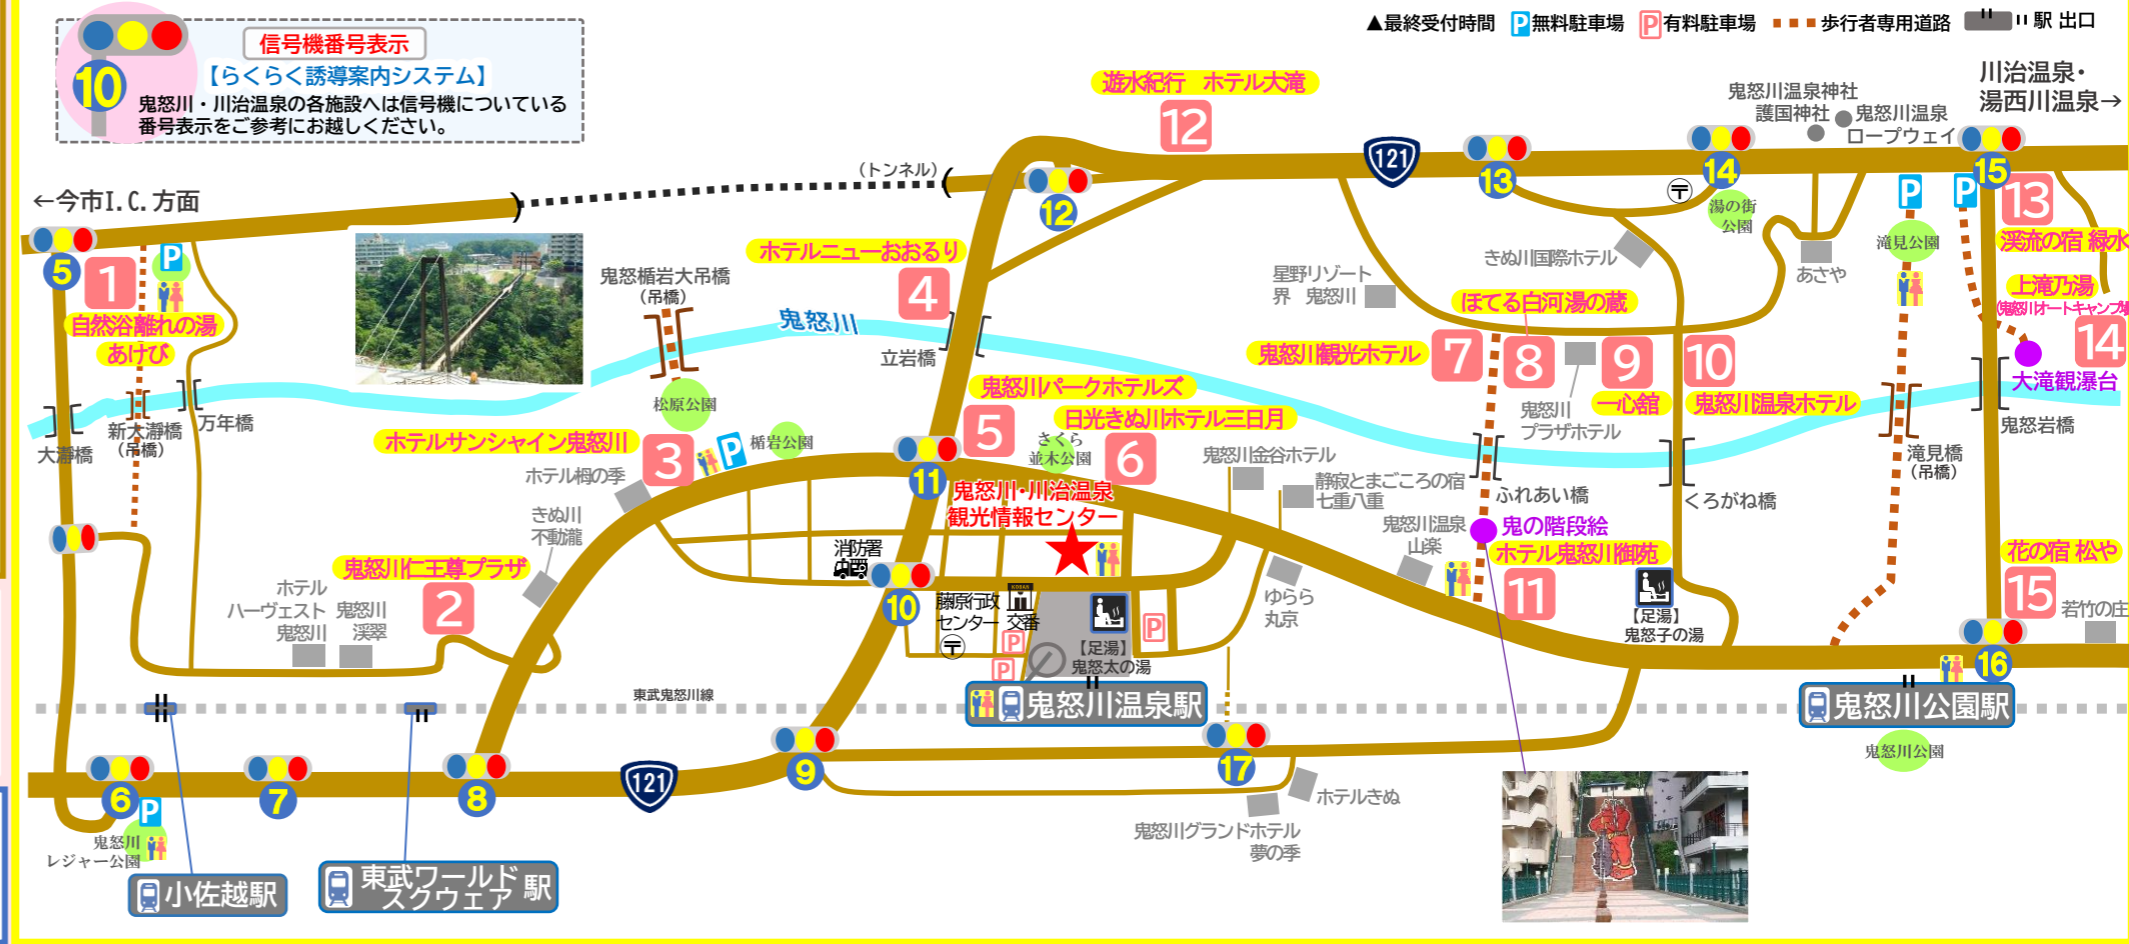 ▲最終受付時間 P無料駐車場 P有料駐車場 歩行者専用道路 駅 出口
信号機番号表示
【らくらく誘導案内システム】
10
鬼怒川・川治温泉の各施設へは信号機についている
番号表示をご参考にお越しください。
川治温泉・
湯西川温泉→
遊水紀行 ホテル大滝
12
121
13
14
15
鬼怒川温泉神社
護国神社
鬼怒川温泉
ロープウェイ
(トンネル)
12
←今市I.C.方面
5
1
P
自然浴離れの湯
あけび
ホテルニューおおるり
4
鬼怒楯岩大吊橋
(吊橋)
鬼怒川
立岩橋
星野リゾート
界 鬼怒川
きぬ川国際ホテル
〒
湯の街
公園
あさや
P
滝見公園
P
13
渓流の宿 緑水
上滝乃湯
(鬼怒川オートキャンプ場
14
大滝観瀑台
ほてる白河湯の蔵
鬼怒川観光ホテル
7
8
9
10
鬼怒川
プラザホテル
一心舘
鬼怒川温泉ホテル
鬼怒岩橋
滝見橋
(吊橋)
大瀞橋
新大瀞橋
(吊橋)
万年橋
松原公園
ホテルサンシャイン鬼怒川
3
P
楯岩公園
ホテル栂の季
鬼怒川パークホテルズ
5
日光きぬ川ホテル三日月
6
さくら
並木公園
11
鬼怒川・川治温泉
観光情報センター
鬼怒川金谷ホテル
静寂とまごころの宿
七重八重
鬼怒川温泉
山楽
ふれあい橋
くろがね橋
鬼の階段絵
ホテル鬼怒川御苑
11
きぬ川
不動瀧
鬼怒川仁王尊プラザ
2
ホテル
ハーヴェスト
鬼怒川
鬼怒川
渓翠
消防署
10
藤原行政
センター
〒
交番
P
P
P
【足湯】
鬼怒太の湯
ゆらら
丸京
【足湯】
鬼怒子の湯
花の宿 松や
15
若竹の庄
16
東武鬼怒川線
鬼怒川温泉駅
鬼怒川公園駅
鬼怒川公園
6
7
8
121
9
17
P
鬼怒川
レジャー公園
小佐越駅
東武ワールド
スクウェア
駅
ホテルきぬ
鬼怒川グランドホテル
夢の季